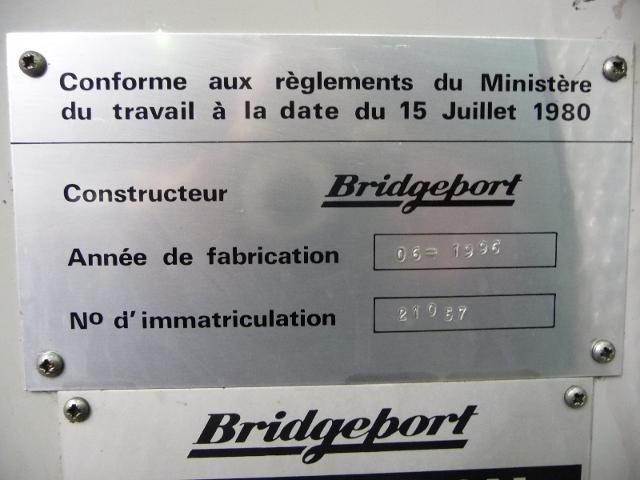 Conforme aux règlements du Ministère
du travail à la date du 15 Juillet 1980
Constructeur Bridgeport
Année de fabrication 06= 1996
Nº d'immatriculation 21057
Bridgeport